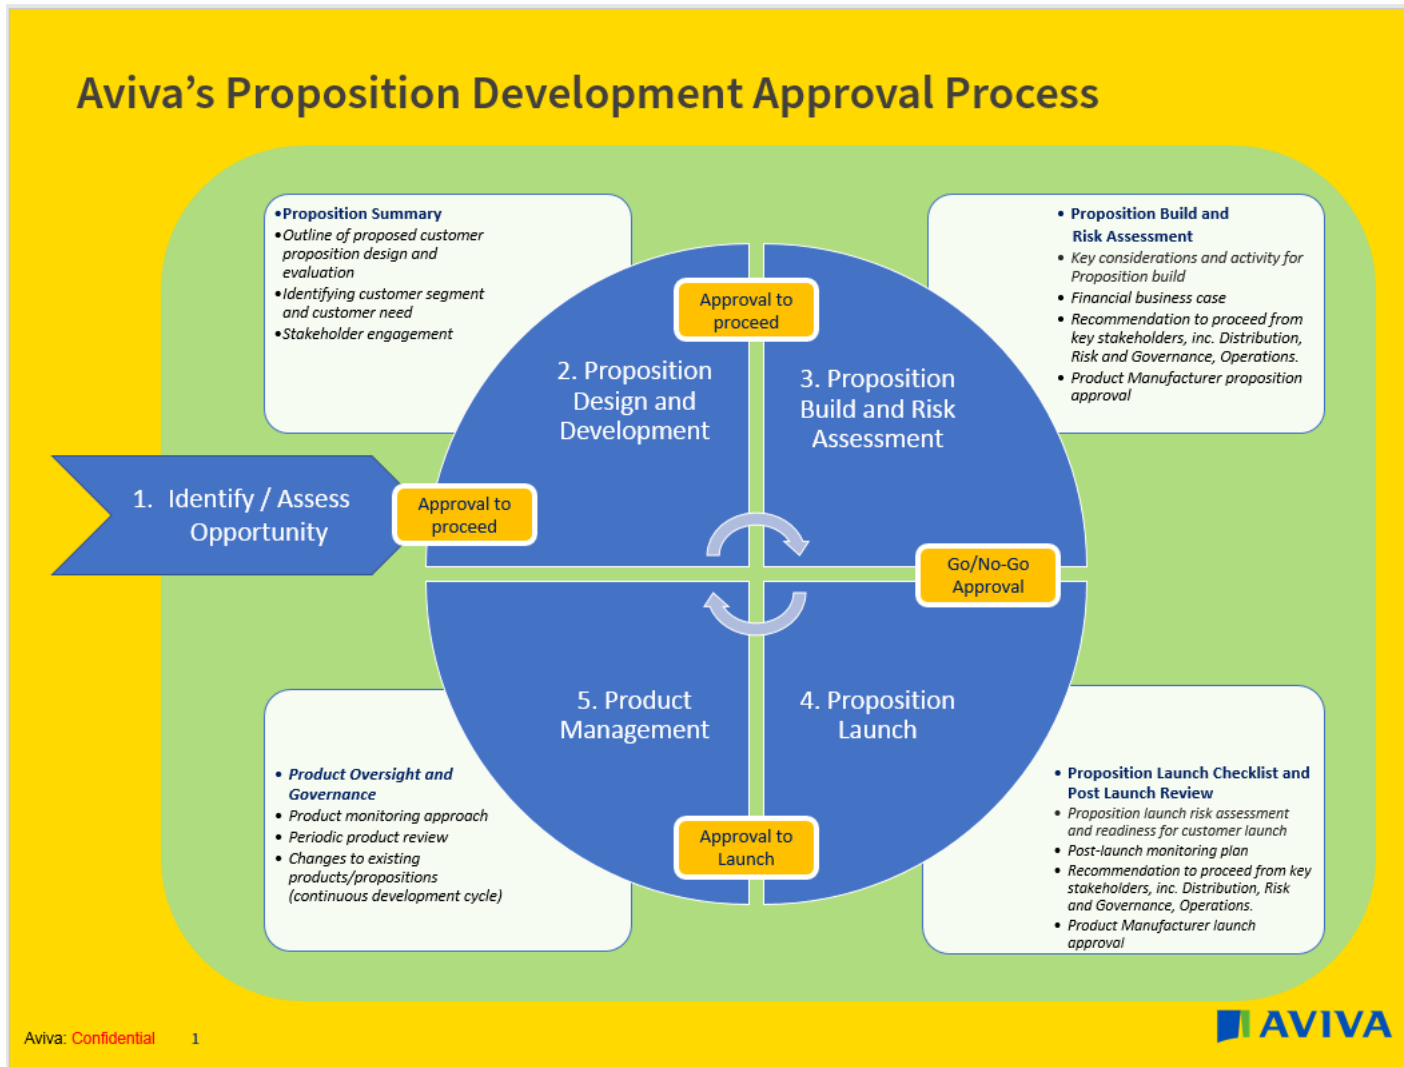 Aviva’s Proposition Development Approval Process
•Proposition Summary
•Outline of proposed customer
proposition design and
evaluation
•Identifying customer segment
and customer need
•Stakeholder engagement
• Proposition Build and
Risk Assessment
• Key considerations and activity for
Proposition build
• Financial business case
• Recommendation to proceed from
key stakeholders, inc. Distribution,
Risk and Governance, Operations.
• Product Manufacturer proposition
approval
Approval to
proceed
2. Proposition
Design and
Development
3. Proposition
Build and Risk
Assessment
1. Identify / Assess
Opportunity
Approval to
proceed
Go/No-Go
Approval
5. Product
Management
4. Proposition
Launch
• Product Oversight and
Governance
• Product monitoring approach
• Periodic product review
• Changes to existing
products/propositions
(continuous development cycle)
Approval to
Launch
• Proposition Launch Checklist and
Post Launch Review
• Proposition launch risk assessment
and readiness for customer launch
• Post-launch monitoring plan
• Recommendation to proceed from key
stakeholders, inc. Distribution, Risk
and Governance, Operations.
• Product Manufacturer launch
approval
Aviva: Confidential 1
AVIVA